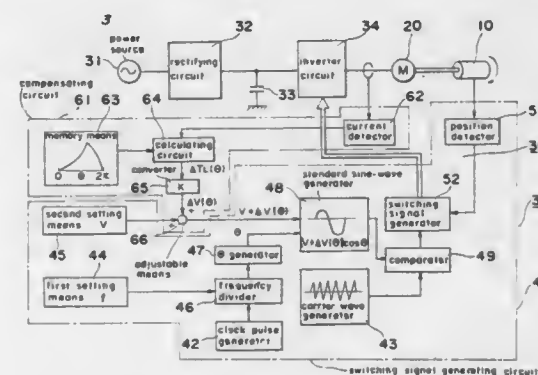 3
32
34
20
10
power source
31
rectifying circuit
inverter circuit
M
33
compensating circuit
61
63
64
62
memory means
calculating circuit
current detector
position detector
5
3
0 θ 2π
converter
ΔTL(θ)
65
K
ΔV(θ)
standard sine-wave generator
48
52
second setting means V
+
+
V+ΔV(θ)
66
45
adjustable means
θ
[V+ΔV(θ)]cosθ
switching signal generator
3
44
47
θ generator
comparator
49
first setting means f
46
frequency divider
carrier wave generator
43
4
42
clock pulse generator
switching signal generating circuit